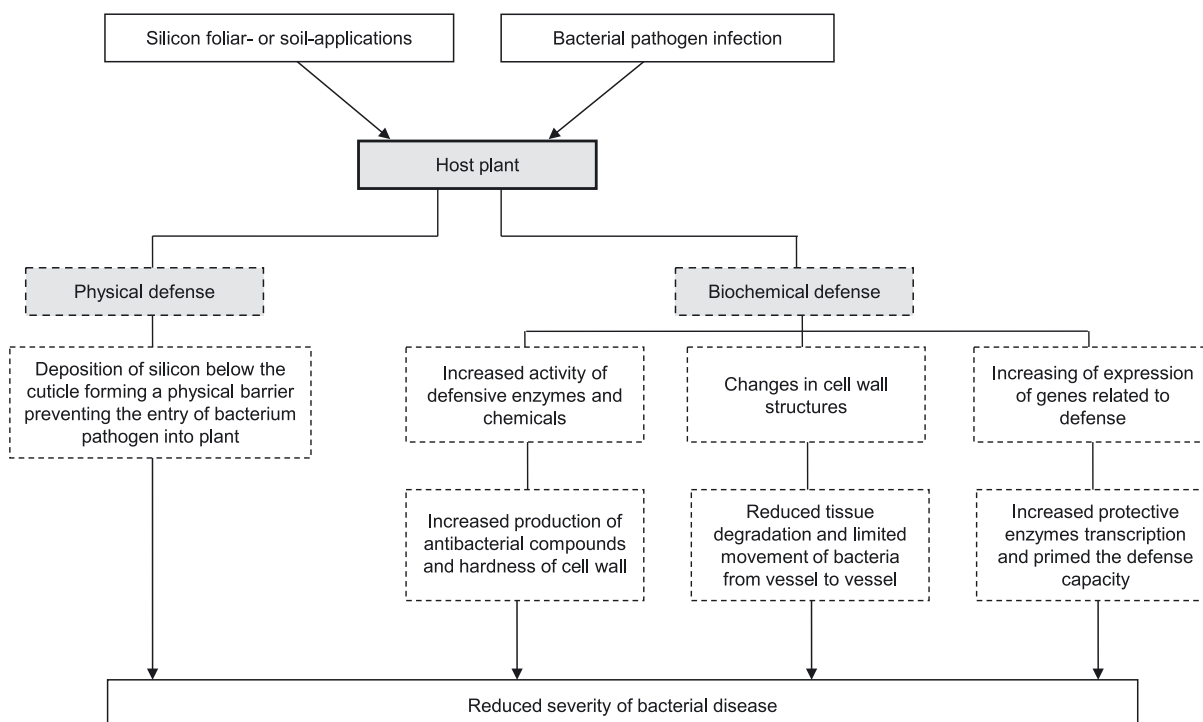 Silicon foliar- or soil-applications
Bacterial pathogen infection
Host plant
Physical defense
Biochemical defense
Deposition of silicon below the
cuticle forming a physical barrier
preventing the entry of bacterium
pathogen into plant
Increased activity of
defensive enzymes and
chemicals
Changes in cell wall
structures
Increasing of expression
of genes related to
defense
Increased production of
antibacterial compounds
and hardness of cell wall
Reduced tissue
degradation and limited
movement of bacteria
from vessel to vessel
Increased protective
enzymes transcription
and primed the defense
capacity
Reduced severity of bacterial disease